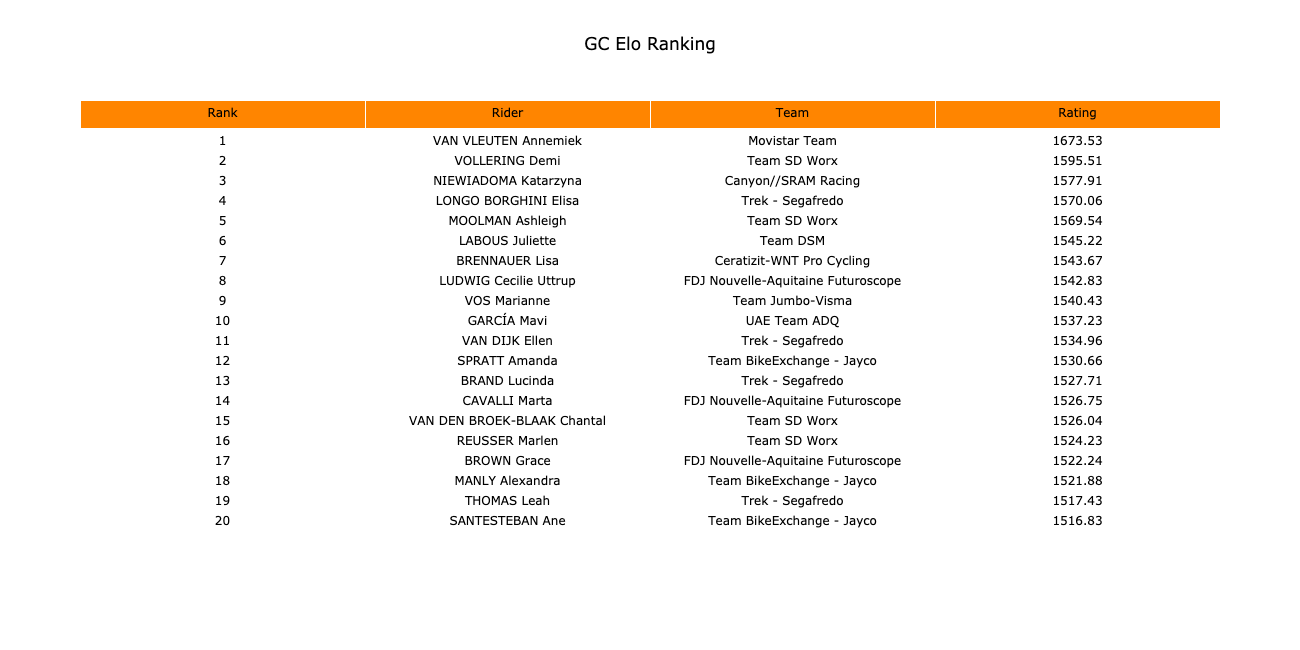 GC Elo Ranking
Rank Rider Team Rating
1 VAN VLEUTEN Annemiek Movistar Team 1673.53
2 VOLLERING Demi Team SD Worx 1595.51
3 NIEWIADOMA Katarzyna Canyon//SRAM Racing 1577.91
4 LONGO BORGHINI Elisa Trek - Segafredo 1570.06
5 MOOLMAN Ashleigh Team SD Worx 1569.54
6 LABOUS Juliette Team DSM 1545.22
7 BRENNAUER Lisa Ceratizit-WNT Pro Cycling 1543.67
8 LUDWIG Cecilie Uttrup FDJ Nouvelle-Aquitaine Futuroscope 1542.83
9 VOS Marianne Team Jumbo-Visma 1540.43
10 GARCÍA Mavi UAE Team ADQ 1537.23
11 VAN DIJK Ellen Trek - Segafredo 1534.96
12 SPRATT Amanda Team BikeExchange - Jayco 1530.66
13 BRAND Lucinda Trek - Segafredo 1527.71
14 CAVALLI Marta FDJ Nouvelle-Aquitaine Futuroscope 1526.75
15 VAN DEN BROEK-BLAAK Chantal Team SD Worx 1526.04
16 REUSSER Marlen Team SD Worx 1524.23
17 BROWN Grace FDJ Nouvelle-Aquitaine Futuroscope 1522.24
18 MANLY Alexandra Team BikeExchange - Jayco 1521.88
19 THOMAS Leah Trek - Segafredo 1517.43
20 SANTESTEBAN Ane Team BikeExchange - Jayco 1516.83